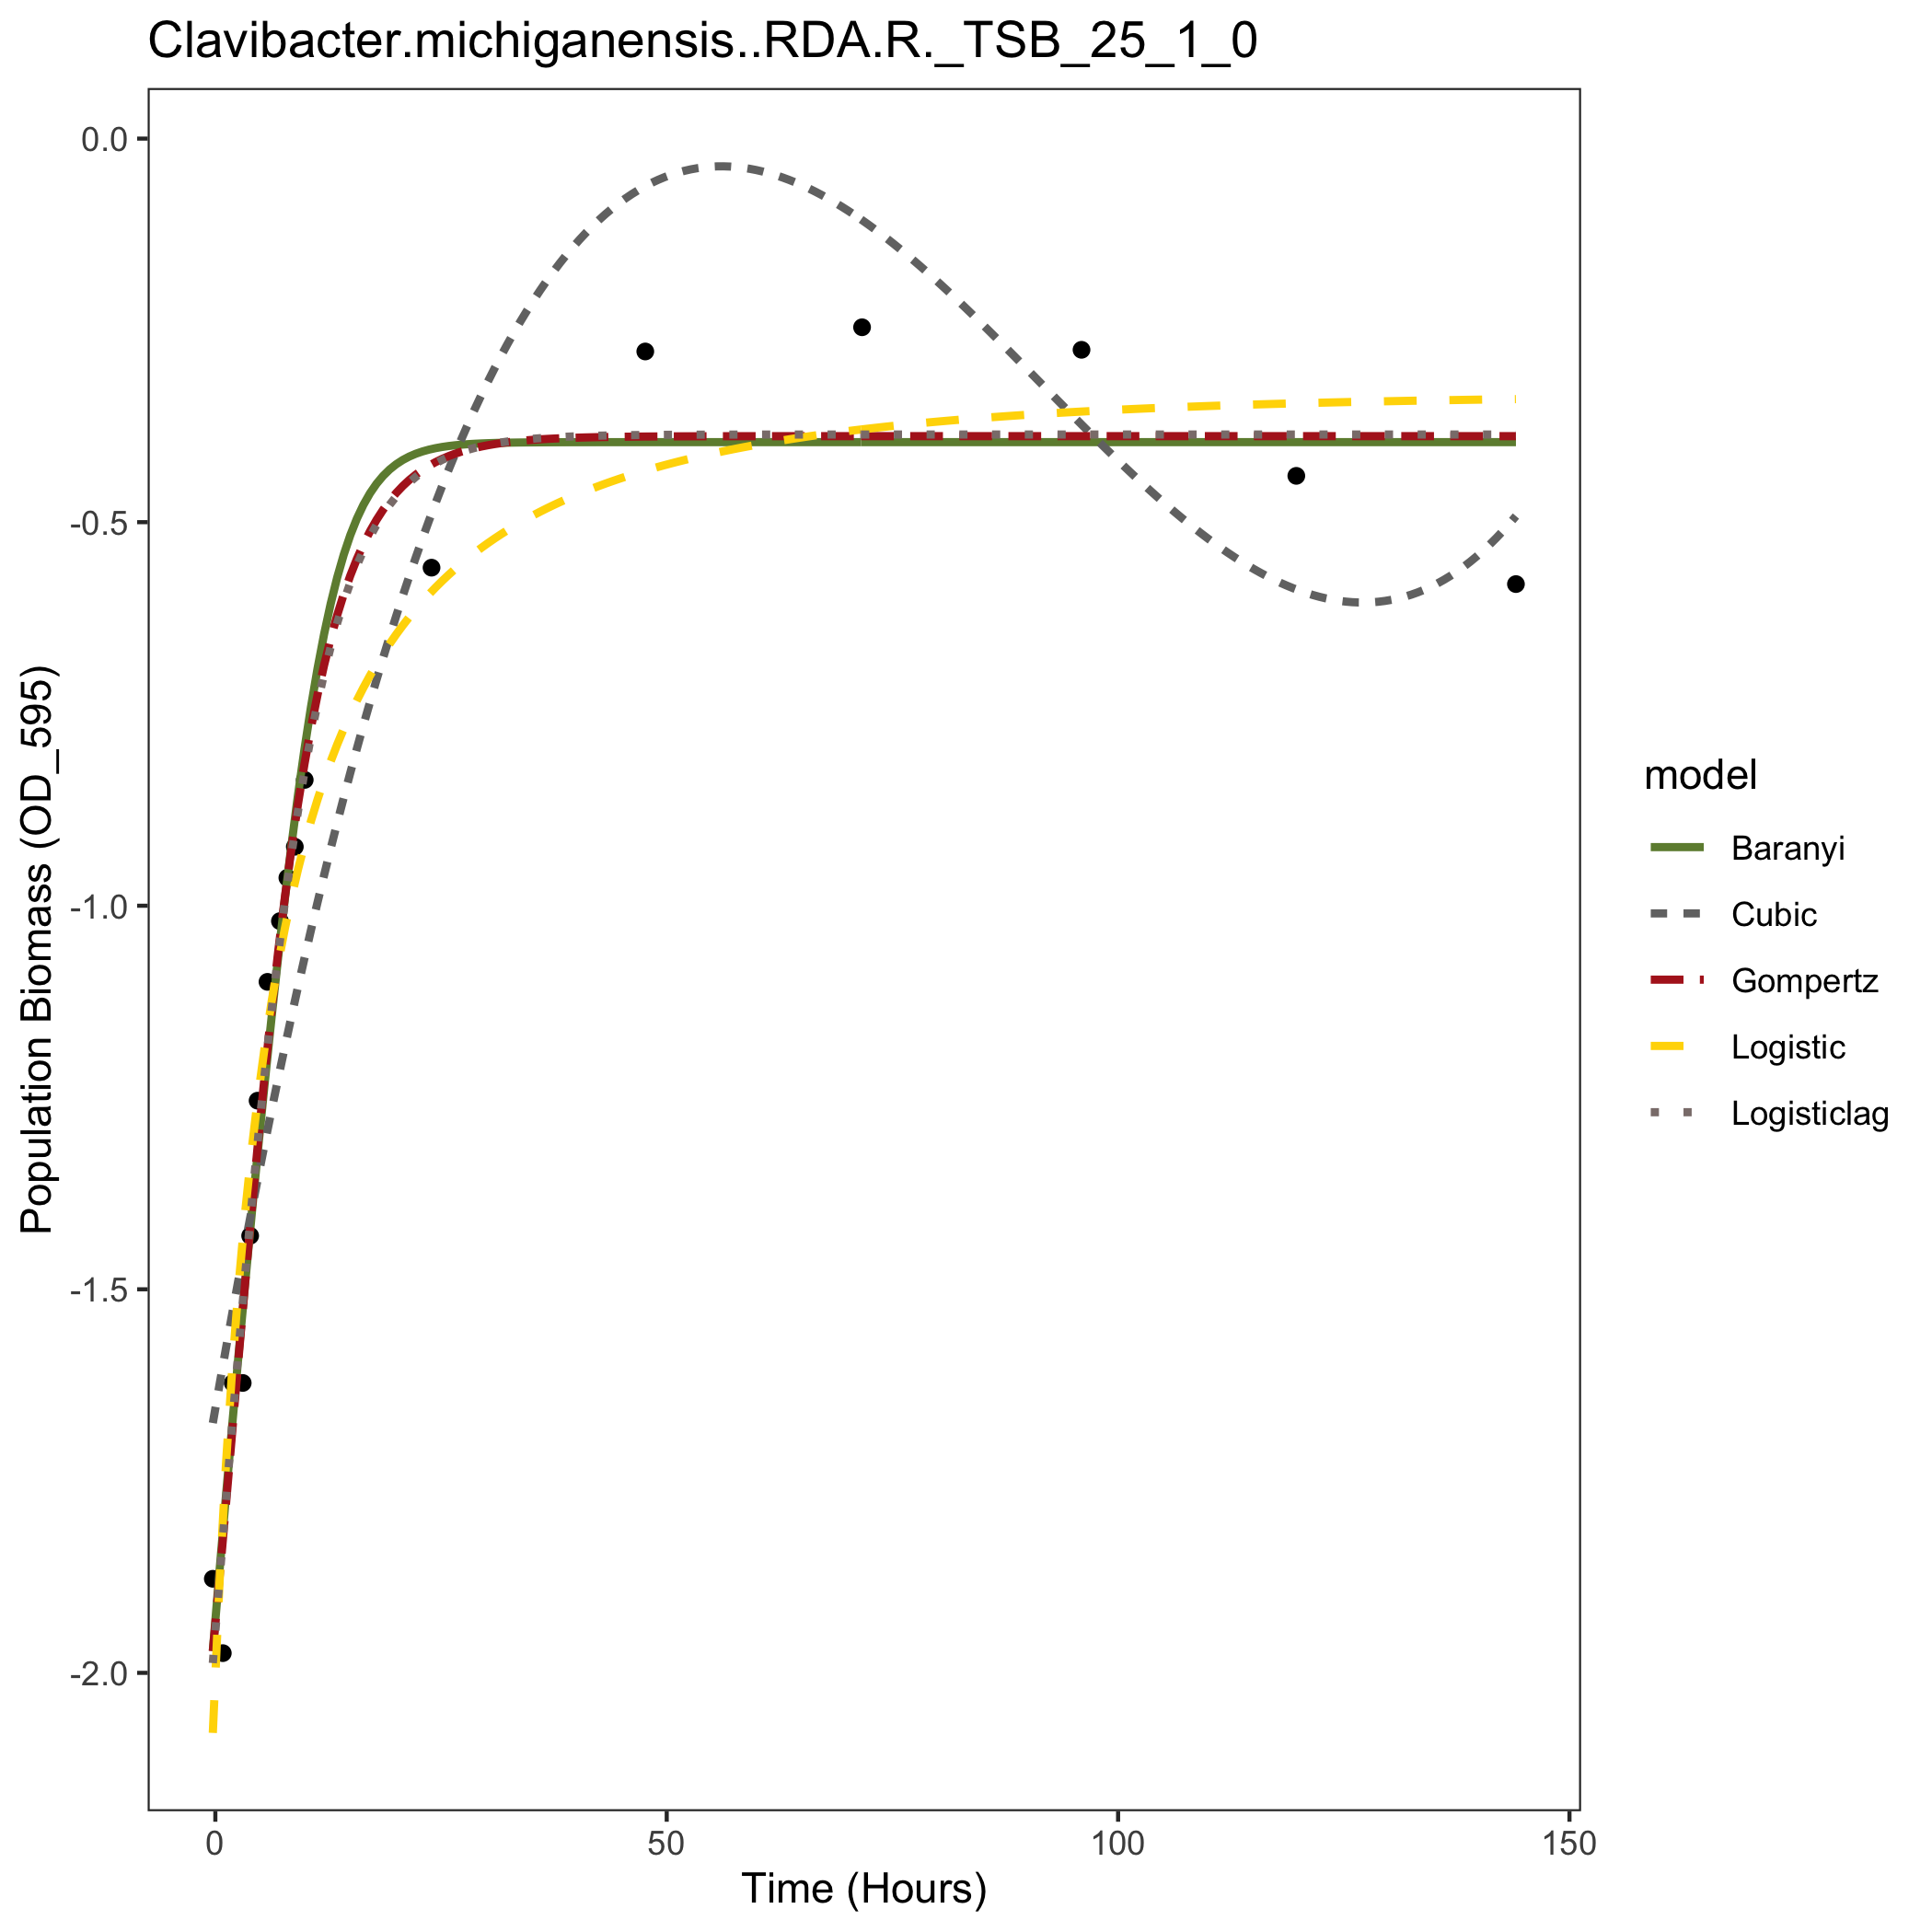 Clavibacter.michiganensis..RDA.R._TSB_25_1_0
Population Biomass (OD_595)
0.0
-0.5
-1.0
-1.5
-2.0
0
50
100
150
Time (Hours)
model
Baranyi
Cubic
Gompertz
Logistic
Logisticlag